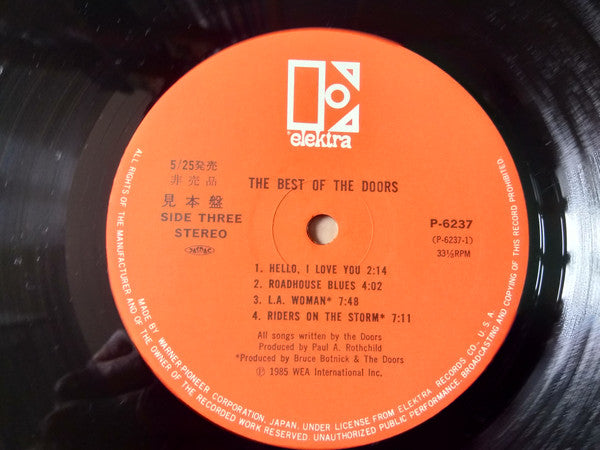 elektra
5/25発売
非売品
見本盤
SIDE THREE
STEREO
JASRAC
THE BEST OF THE DOORS
P-6237
(P-6237-1)
33⅓RPM
1. HELLO, I LOVE YOU 2:14
2. ROADHOUSE BLUES 4:02
3. L.A. WOMAN* 7:48
4. RIDERS ON THE STORM* 7:11
All songs written by the Doors
Produced by Paul A. Rothchild
*Produced by Bruce Botnick & The Doors
Ⓟ 1985 WEA International Inc.
ALL RIGHTS OF THE MANUFACTURER AND OF THE OWNER OF THE RECORDED WORK RESERVED. UNAUTHORIZED PUBLIC PERFORMANCE, BROADCASTING AND COPYING OF THIS RECORD PROHIBITED
MADE BY WARNER-PIONEER CORPORATION, JAPAN, UNDER LICENSE FROM ELEKTRA RECORDS CO., U.S.A.